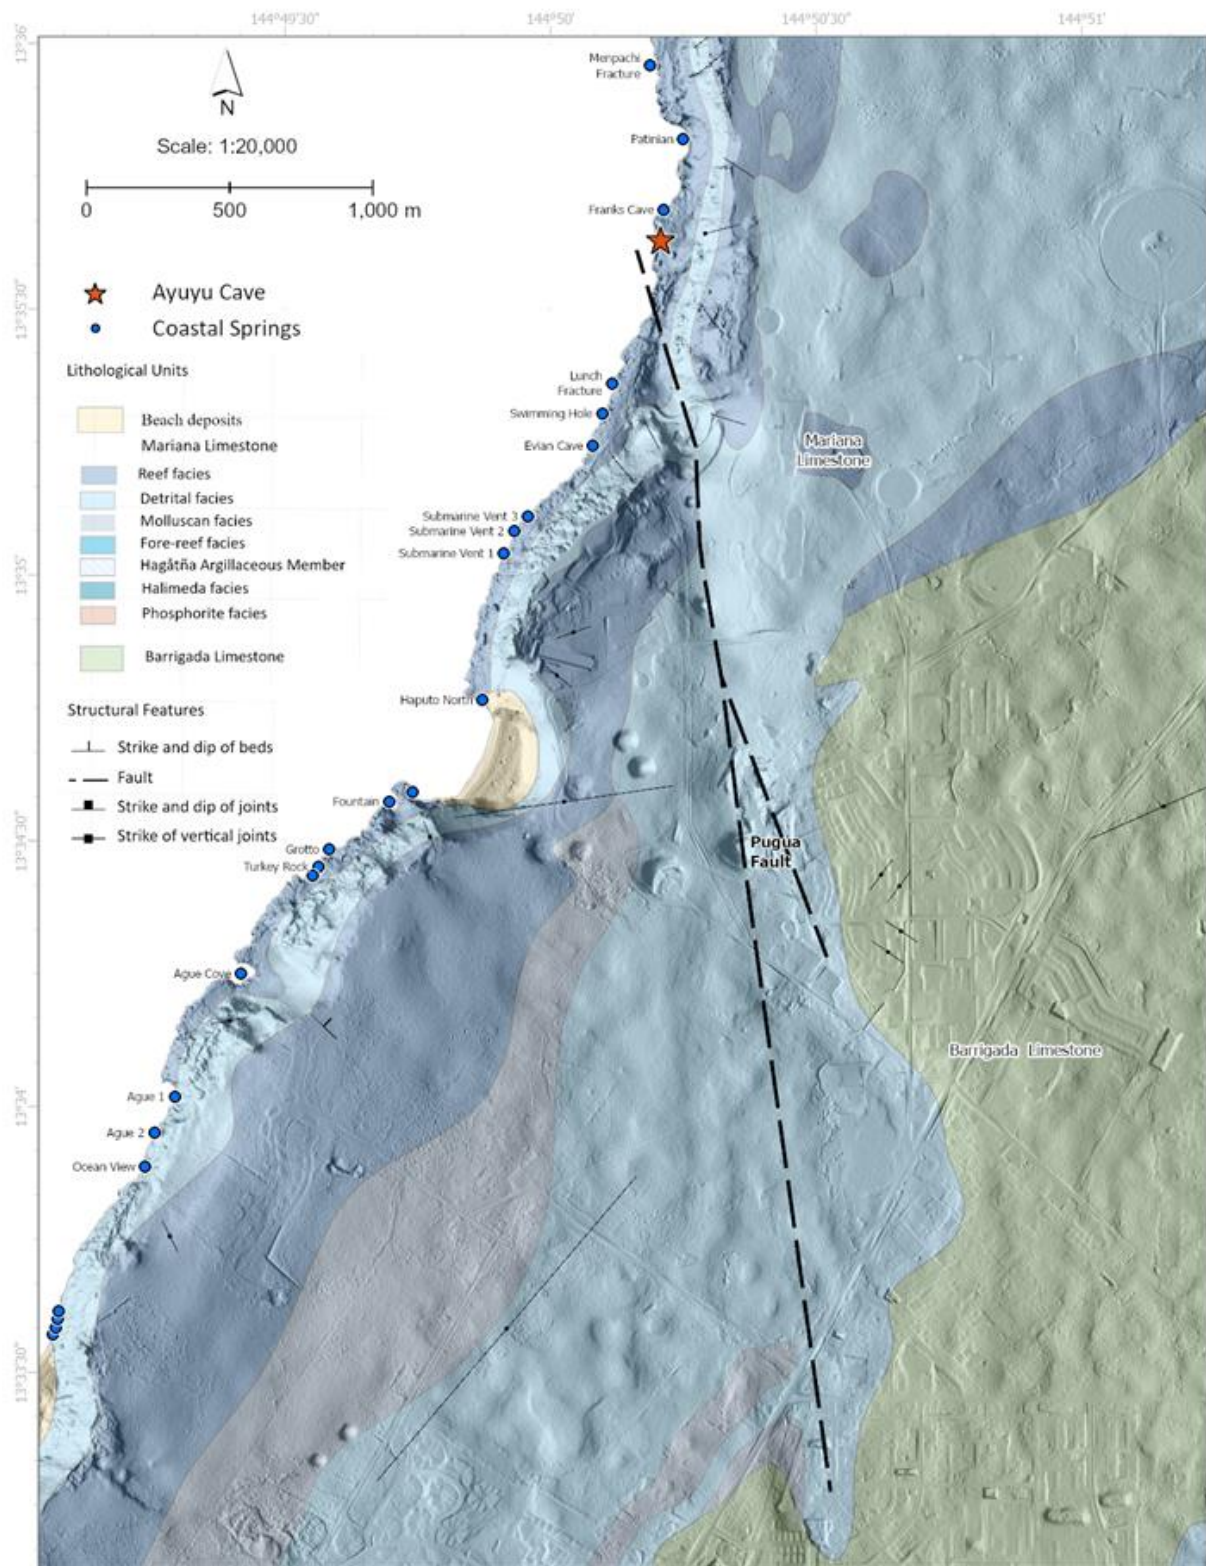 144°49'30"
144°50'
144°50'30"
144°51'
13°36'
13°35'30"
13°35'
13°34'30"
13°34'
13°33'30"
N
Scale: 1:20,000
0 500 1,000 m
Ayuyu Cave
Coastal Springs
Lithological Units
Beach deposits
Mariana Limestone
Reef facies
Detrital facies
Molluscan facies
Fore-reef facies
Hagåtña Argillaceous Member
Halimeda facies
Phosphorite facies
Barrigada Limestone
Structural Features
Strike and dip of beds
Fault
Strike and dip of joints
Strike of vertical joints
Menpachi
Fracture
Patinian
Franks Cave
Lunch
Fracture
Swimming Hole
Evian Cave
Submarine Vent 3
Submarine Vent 2
Submarine Vent 1
Haputo North
Fountain
Grotto
Turkey Rock
Ague Cove
Ague 1
Ague 2
Ocean View
Mariana
Limestone
Pugua
Fault
Barrigada Limestone